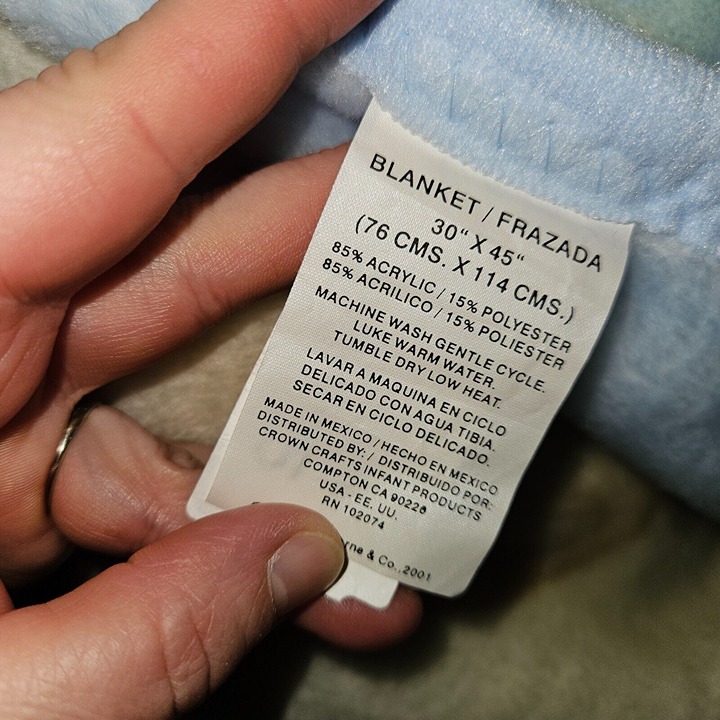 BLANKET / FRAZADA
30" X 45"
(76 CMS. X 114 CMS.)
85% ACRYLIC / 15% POLYESTER
85% ACRILICO / 15% POLIESTER
MACHINE WASH GENTLE CYCLE.
LUKE WARM WATER.
TUMBLE DRY LOW HEAT.
LAVAR A MAQUINA EN CICLO
DELICADO CON AGUA TIBIA.
SECAR EN CICLO DELICADO.
MADE IN MEXICO / HECHO EN MEXICO
DISTRIBUTED BY: / DISTRIBUIDO POR:
CROWN CRAFTS INFANT PRODUCTS
COMPTON CA 90220
USA - EE. UU.
RN 102074
& Co., 2001